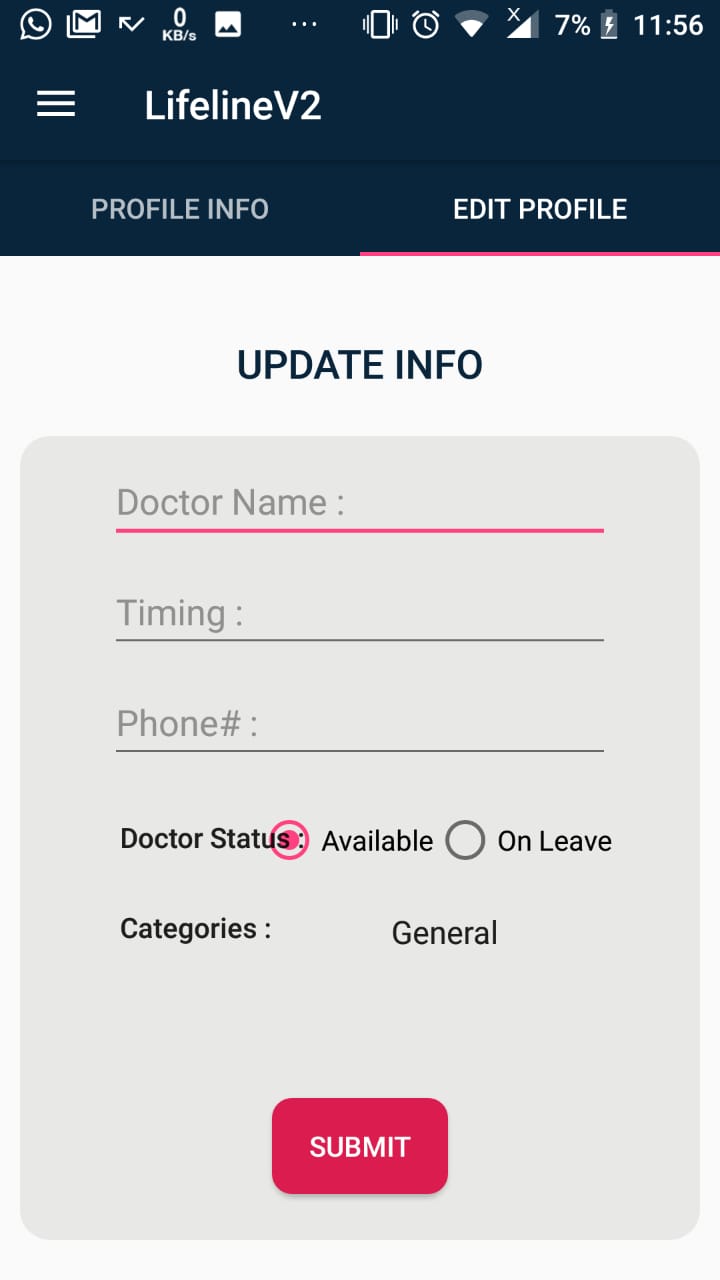 0
KB/s
7% 11:56
LifelineV2
PROFILE INFO EDIT PROFILE
UPDATE INFO
Doctor Name :
Timing :
Phone# :
Doctor Status : Available On Leave
Categories : General
SUBMIT